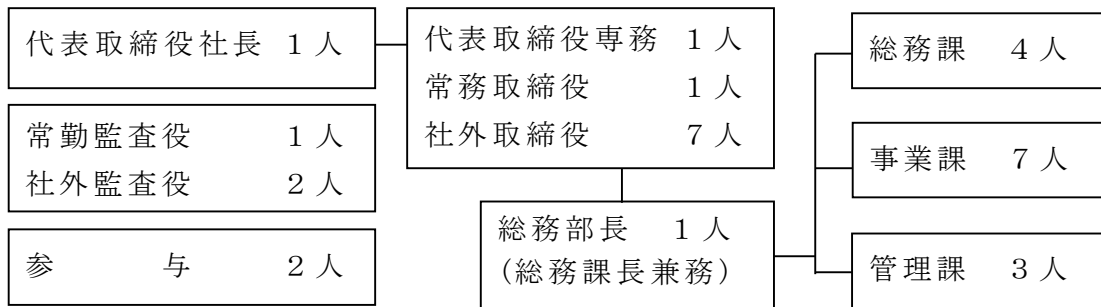 代表取締役社長 1人
常勤監査役 1人
社外監査役 2人
参与 2人
代表取締役専務 1人
常務取締役 1人
社外取締役 7人
総務部長 1人
(総務課長兼務)
総務課 4人
事業課 7人
管理課 3人